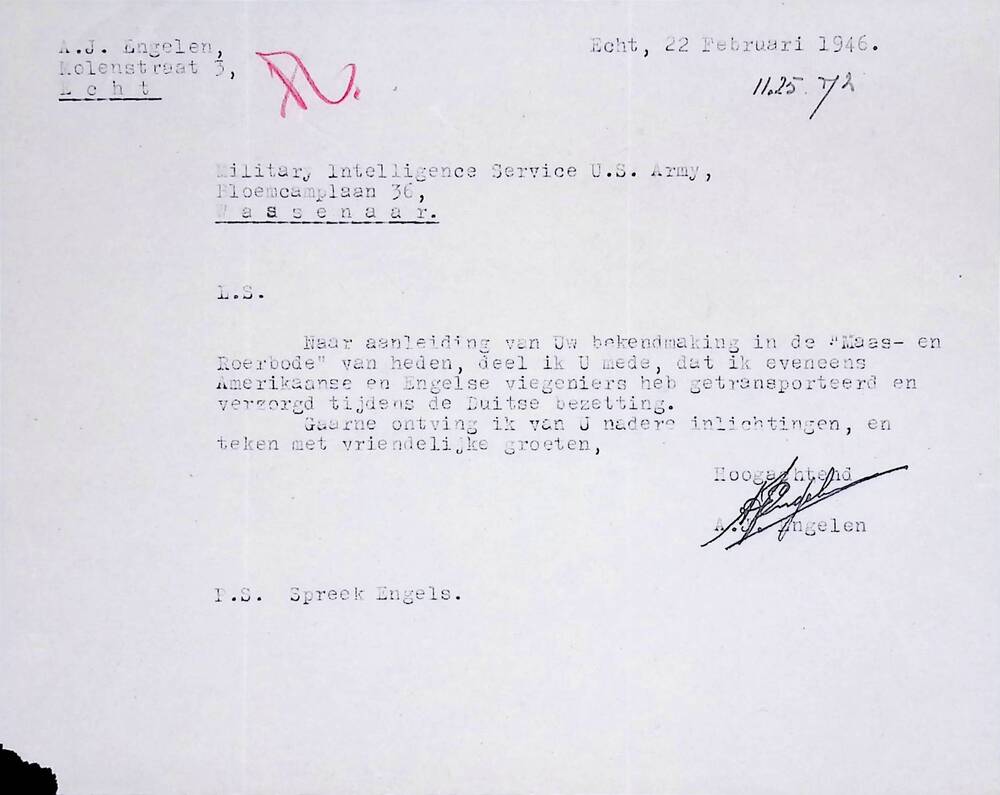 A.J. Engelen,
Molenstraat 3,
E c h t
Echt, 22 Februari 1946.
11.25
Military Intelligence Service U.S. Army,
Bloemcamplaan 36,
W a s s e n a a r.
L.S.
Naar aanleiding van Uw bekendmaking in de "Maas- en
Roerbode" van heden, deel ik U mede, dat ik eveneens
Amerikaanse en Engelse viegeniers heb getransporteerd en
verzorgd tijdens de Duitse bezetting.
Gaarne ontving ik van U nadere inlichtingen, en
teken met vriendelijke groeten,
Hoogachtend
A.J. Engelen
P.S. Spreek Engels.